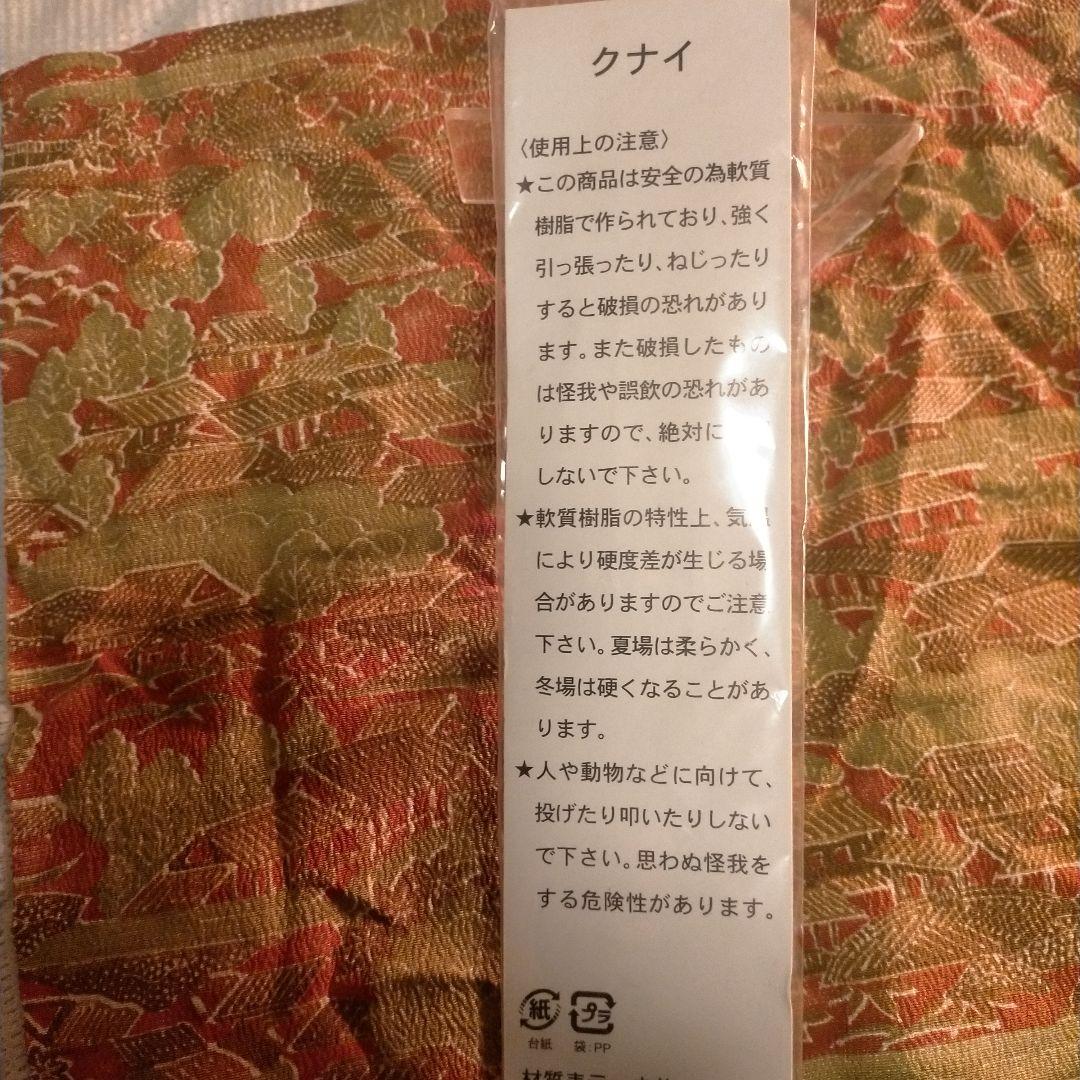 クナイ
〈使用上の注意〉
★この商品は安全の為軟質
樹脂で作られており、強く
引っ張ったり、ねじったり
すると破損の恐れがあり
ます。また破損したもの
は怪我や誤飲の恐れがあ
りますので、絶対に
しないで下さい。
★軟質樹脂の特性上、気温
により硬度差が生じる場
合がありますのでご注意
下さい。夏場は柔らかく、
冬場は硬くなることがあ
ります。
★人や動物などに向けて、
投げたり叩いたりしない
で下さい。思わぬ怪我を
する危険性があります。
紙 プラ
台紙 袋:PP